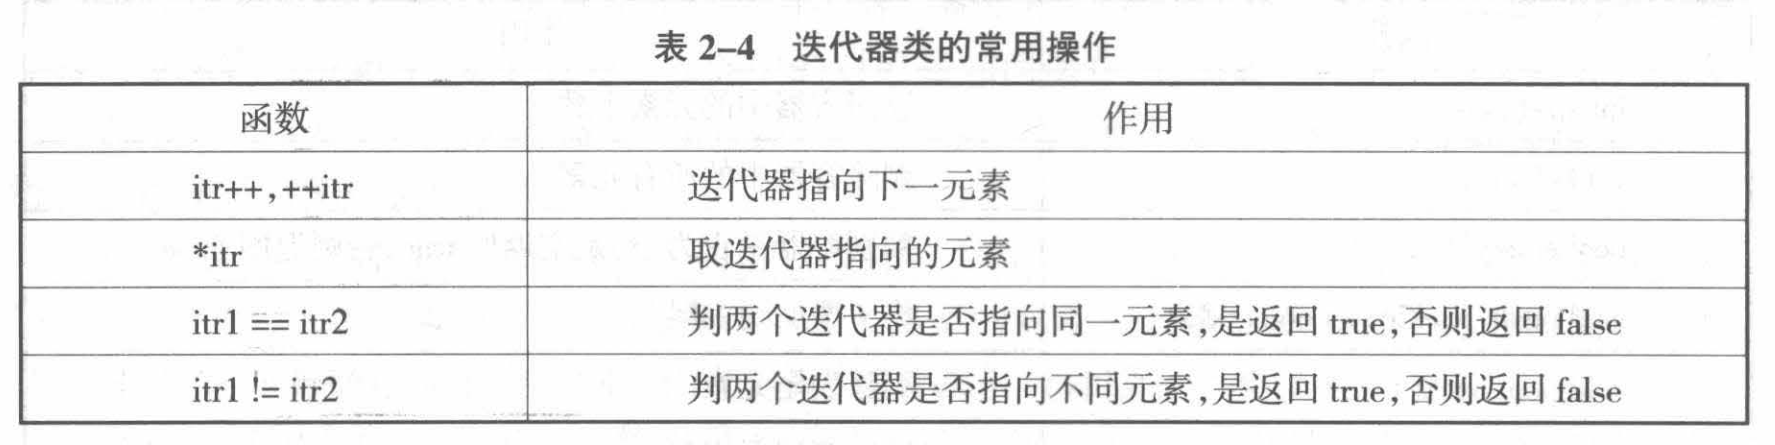 表 2–4 迭代器类的常用操作
函数 作用
itr++,++itr 迭代器指向下一元素
*itr 取迭代器指向的元素
itr1 == itr2 判两个迭代器是否指向同一元素,是返回 true,否则返回 false
itr1 != itr2 判两个迭代器是否指向不同元素,是返回 true,否则返回 false